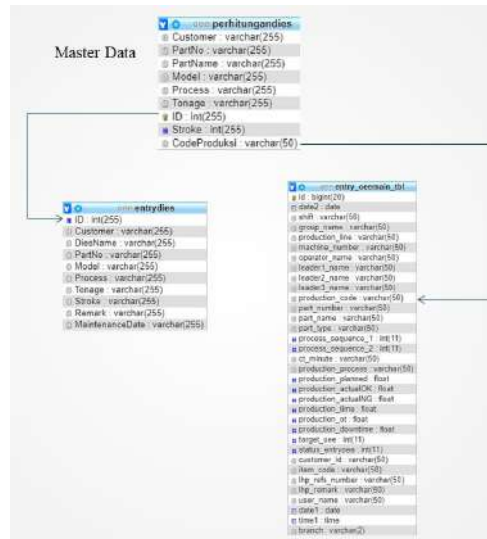 Master Data
perhitungandies
Customer : varchar(255)
PartNo : varchar(255)
PartName : varchar(255)
Model : varchar(255)
Process : varchar(255)
Tonage : varchar(255)
ID : int(255)
Stroke : int(255)
CodeProduksi : varchar(50)
entrydies
ID : int(255)
Customer : varchar(255)
DiesName : varchar(255)
PartNo : varchar(255)
Model : varchar(255)
Process : varchar(255)
Tonage : varchar(255)
Stroke : varchar(255)
Remark : varchar(255)
MaintenanceDate : varchar(255)
entry_oeemain_tbl
id : bigint(20)
date2 : date
shift : varchar(50)
group_name : varchar(50)
production_line : varchar(50)
machine_number : varchar(50)
operator_name : varchar(50)
leader1_name : varchar(50)
leader2_name : varchar(50)
leader3_name : varchar(50)
production_code : varchar(50)
part_number : varchar(50)
part_name : varchar(50)
part_type : varchar(50)
process_sequence_1 : int(11)
process_sequence_2 : int(11)
ct_minute : varchar(50)
production_process : varchar(50)
production_planned : float
production_actualOK : float
production_actualNG : float
production_time : float
production_ot : float
production_downtime : float
target_oee : int(11)
status_entryoee : int(11)
customer_id : varchar(50)
item_code : varchar(50)
lhp_refs_number : varchar(50)
lhp_remark : varchar(50)
user_name : varchar(50)
date1 : date
time1 : time
branch : varchar(2)